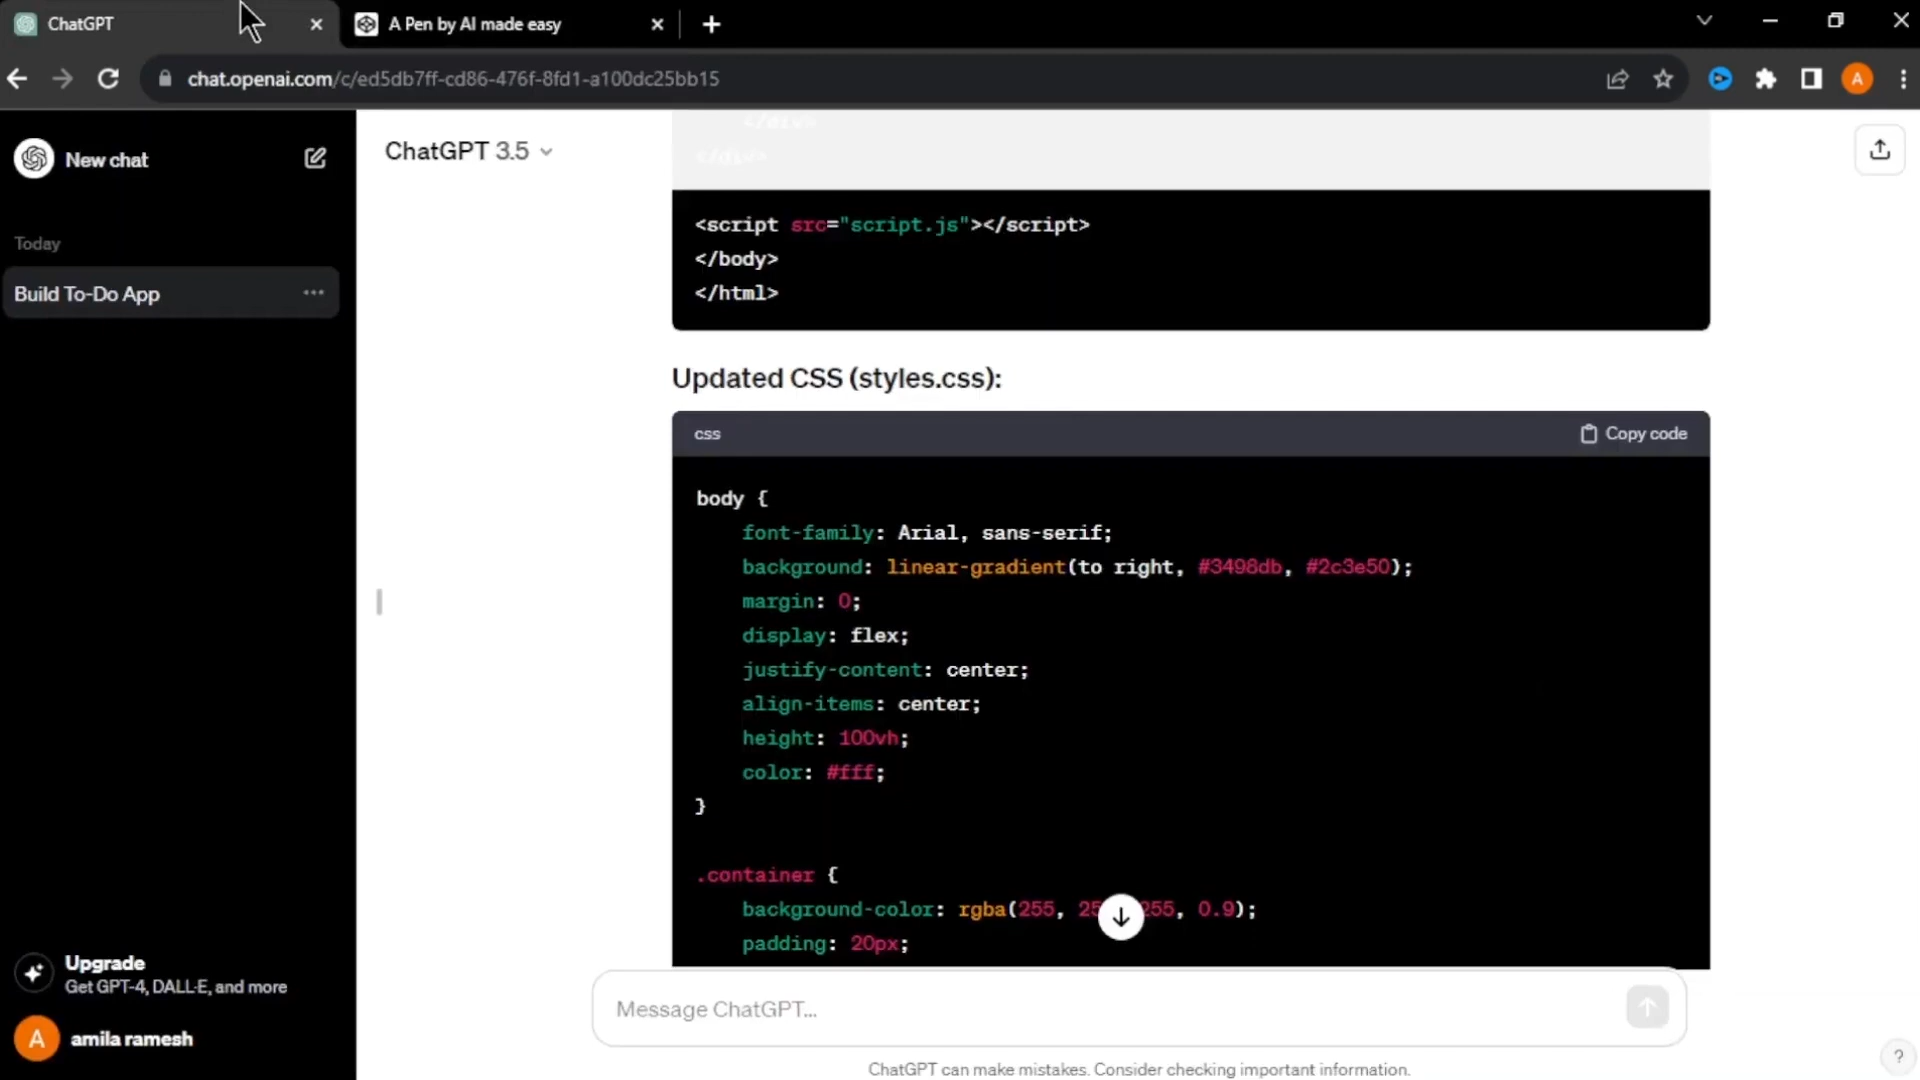 ChatGPT
A Pen by AI made easy
chat.openai.com/c/ed5db7ff-cd86-476f-8fd1-a100dc25bb15
A
New chat
Today
Build To-Do App
Upgrade
Get GPT-4, DALL·E, and more
A
amila ramesh
ChatGPT 3.5
</div>
</div>
<script src="script.js"></script>
</body>
</html>
Updated CSS (styles.css):
css
Copy code
body {
font-family: Arial, sans-serif;
background: linear-gradient(to right, #3498db, #2c3e50);
margin: 0;
display: flex;
justify-content: center;
align-items: center;
height: 100vh;
color: #fff;
}
.container {
background-color: rgba(255, 25 255, 0.9);
padding: 20px;
Message ChatGPT...
ChatGPT can make mistakes. Consider checking important information.
?